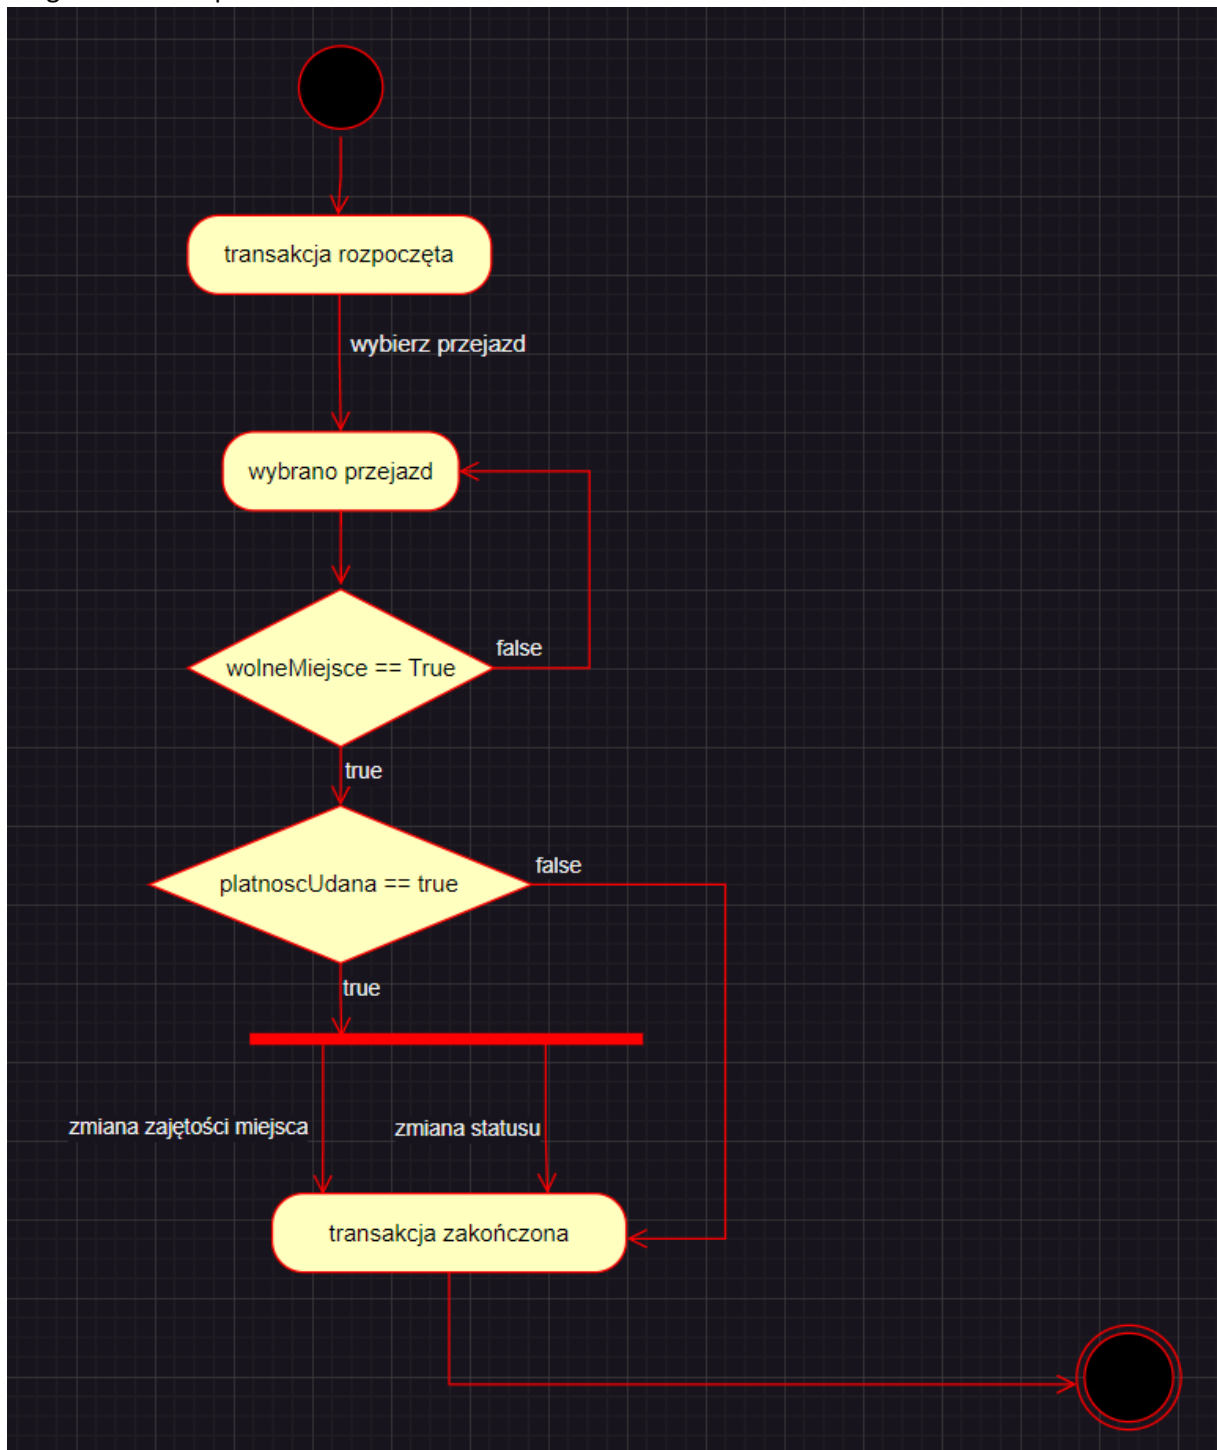 transakcja rozpoczęta
wybierz przejazd
wybrano przejazd
false
wolneMiejsce == True
true
false
platnoscUdana == true
true
zmiana zajętości miejsca
zmiana statusu
transakcja zakończona